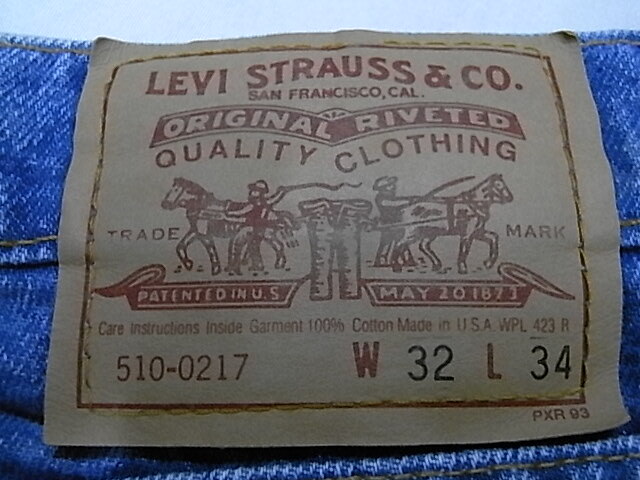 LEVI STRAUSS & CO.
SAN FRANCISCO, CAL.
ORIGINAL RIVETED
QUALITY CLOTHING
TRADE MARK
PATENTED IN U.S. MAY 20 1873
Care Instructions Inside Garment 100% Cotton Made in U.S.A. WPL 423 R
510-0217 W 32 L 34
PXR 93